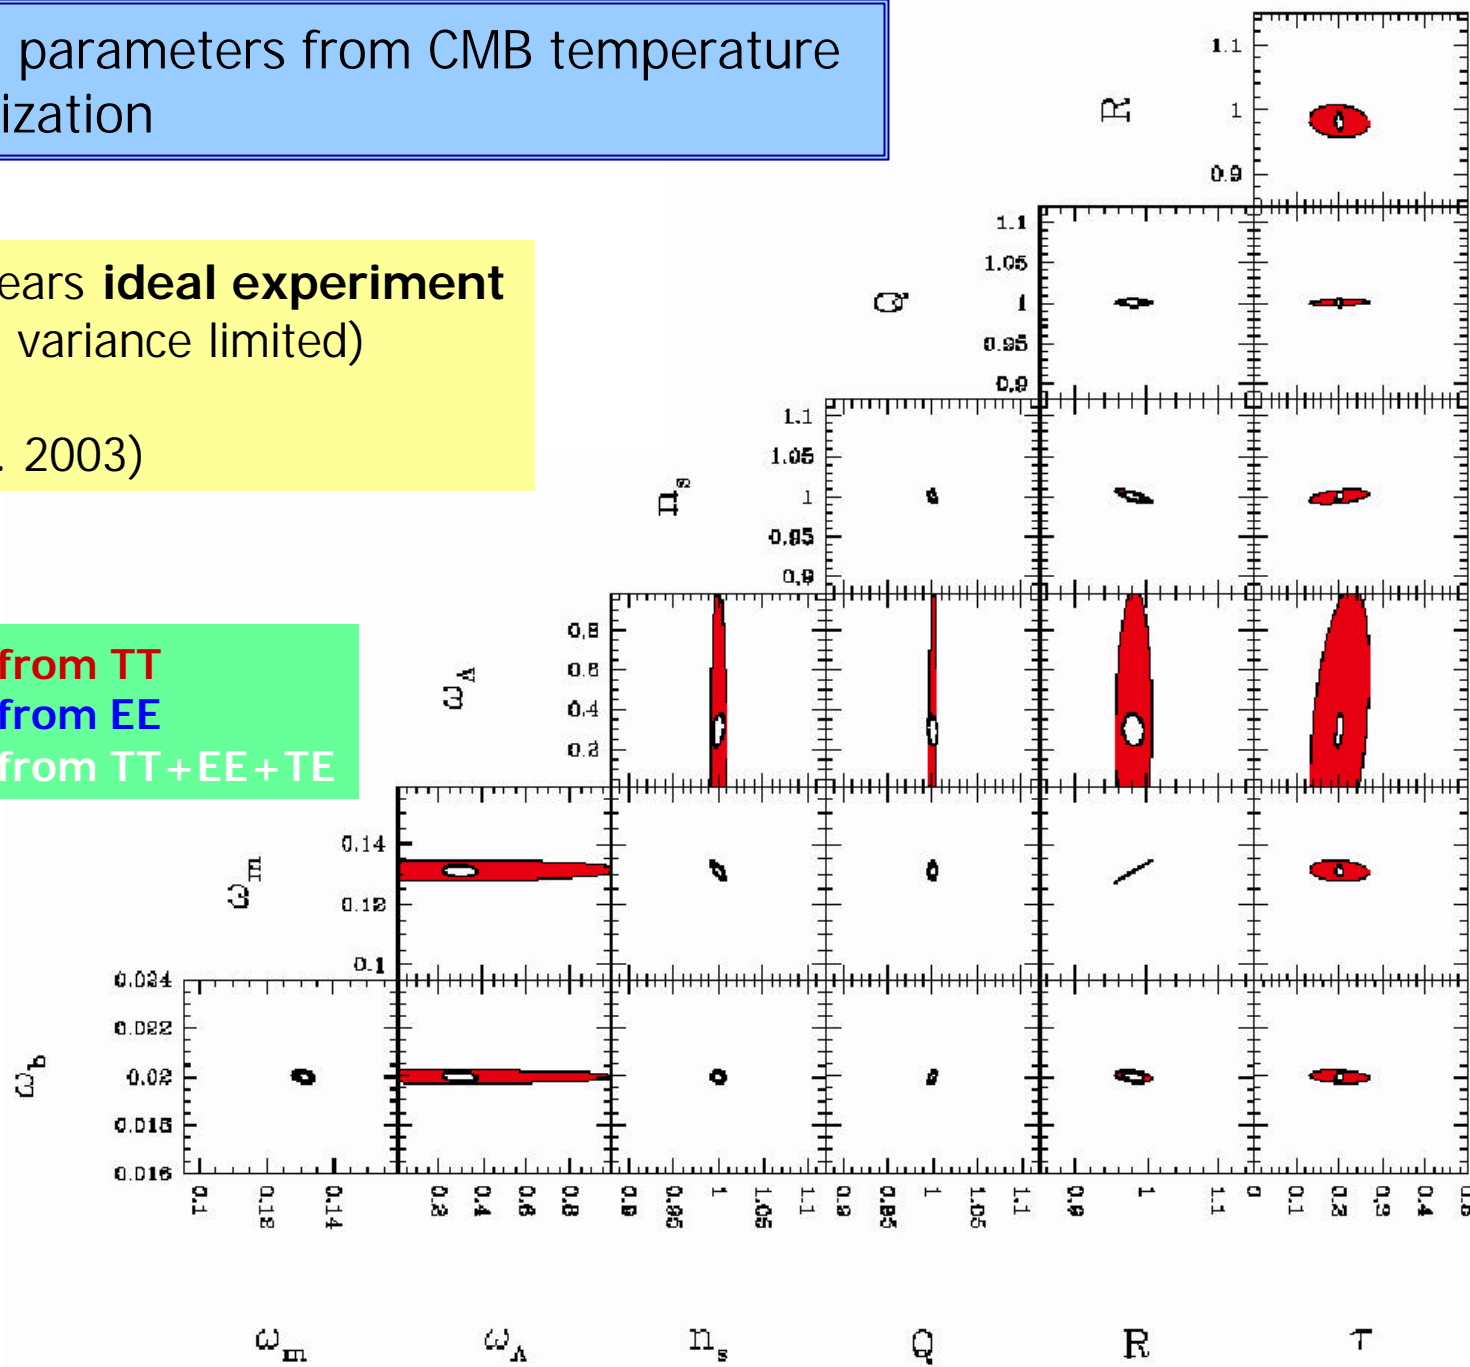 parameters from CMB temperature
ization
ears ideal experiment
variance limited)
. 2003)
from TT
from EE
from TT+EE+TE
R
1.1
1
0.9
Q
1.1
1.05
1
0.95
0.9
n_s
1.1
1.05
1
0.95
0.9
ω_Λ
0.8
0.6
0.4
0.2
ω_m
0.14
0.12
0.1
ω_b
0.024
0.022
0.02
0.018
0.016
0.1 0.12 0.14 0.2 0.4 0.6 0.8 0.9 0.95 1 1.05 1.1 0.9 0.95 1 1.05 1.1 0.9 1 1.1 0 0.1 0.2 0.3 0.4 0.5
ω_m ω_Λ n_s Q R τ